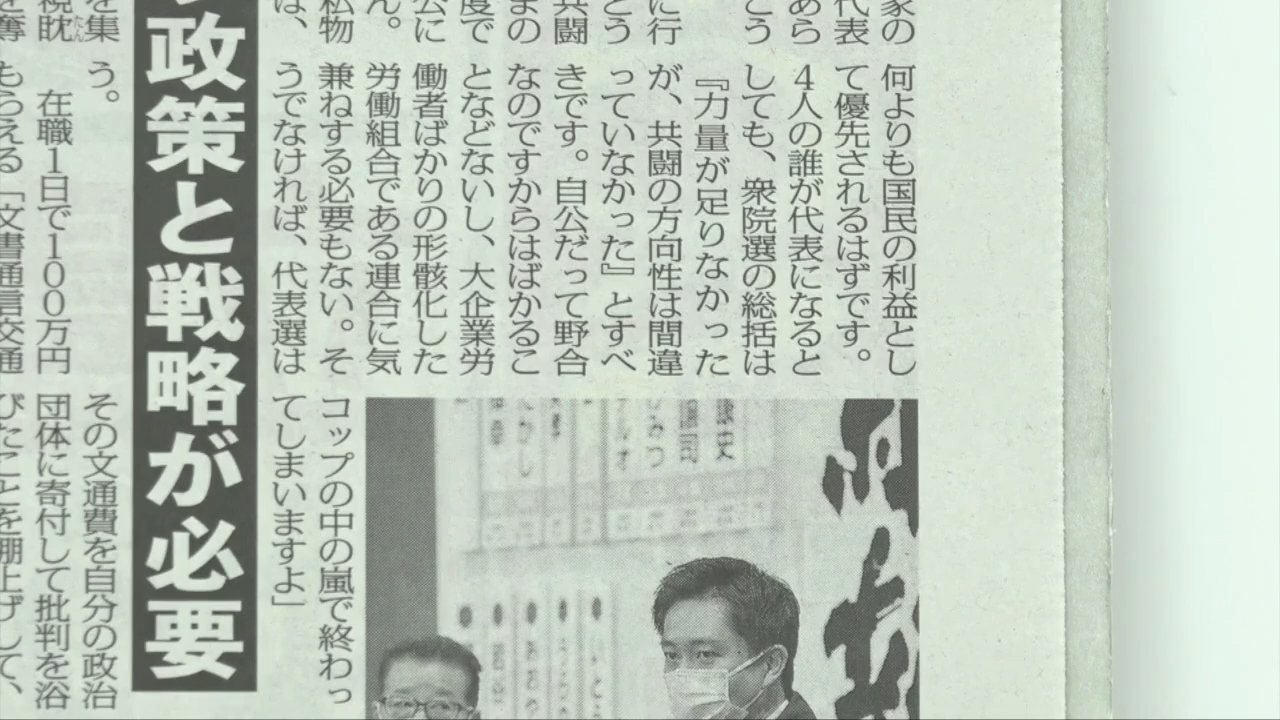 家の
代表
あら
に行
共闘
まの
度で
公に
ん。
私物
は、
何よりも国民の利益とし
て優先されるはずです。
4人の誰が代表になると
しても、衆院選の総括は
『力量が足りなかった
が、共闘の方向性は間違
っていなかった』とすべ
きです。自公だって野合
なのですからはばかるこ
となどないし、大企業労
働者ばかりの形骸化した
労働組合である連合に気
兼ねする必要もない。そ
うでなければ、代表選は
コップの中の嵐で終わっ
てしまいますよ」
政策と戦略が必要
を集
を奪
う。
在職1日で100万円
もらえる「文書通信交通
その文通費を自分の政治
団体に寄付して批判を浴
びたことを棚上げして、